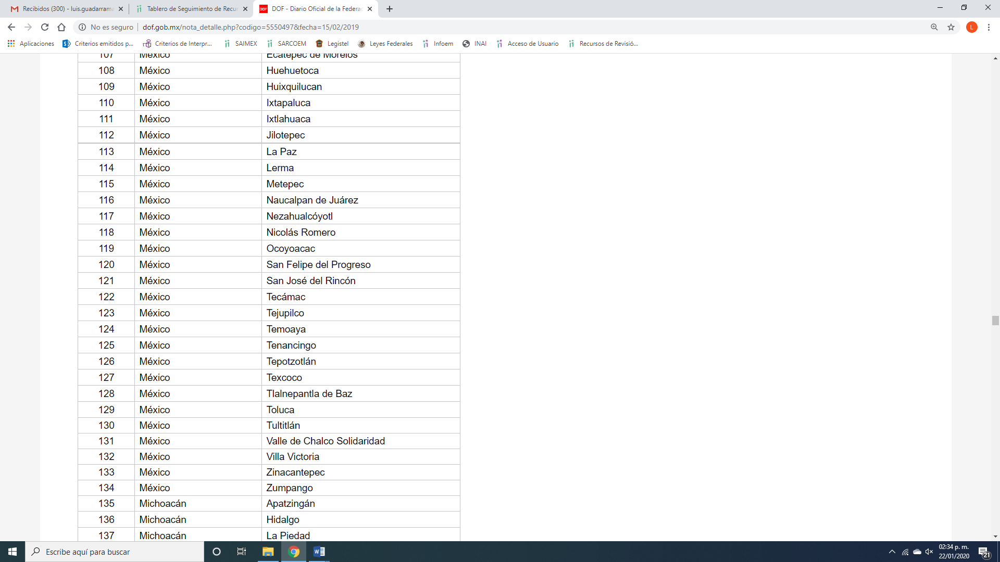 Recibidos (300) - luis.guadarrama
Tablero de Seguimiento de Recur
DOF DOF - Diario Oficial de la Federac
No es seguro dof.gob.mx/nota_detalle.php?codigo=5550497&fecha=15/02/2019
L
Aplicaciones Criterios emitidos p... Criterios de Interpr... SAIMEX SARCOEM Legistel Leyes Federales Infoem INAI Acceso de Usuario Recursos de Revisió...
107 México Ecatepec de Morelos
108 México Huehuetoca
109 México Huixquilucan
110 México Ixtapaluca
111 México Ixtlahuaca
112 México Jilotepec
113 México La Paz
114 México Lerma
115 México Metepec
116 México Naucalpan de Juárez
117 México Nezahualcóyotl
118 México Nicolás Romero
119 México Ocoyoacac
120 México San Felipe del Progreso
121 México San José del Rincón
122 México Tecámac
123 México Tejupilco
124 México Temoaya
125 México Tenancingo
126 México Tepotzotlán
127 México Texcoco
128 México Tlalnepantla de Baz
129 México Toluca
130 México Tultitlán
131 México Valle de Chalco Solidaridad
132 México Villa Victoria
133 México Zinacantepec
134 México Zumpango
135 Michoacán Apatzingán
136 Michoacán Hidalgo
137 Michoacán La Piedad
Escribe aquí para buscar
02:34 p. m.
22/01/2020
21